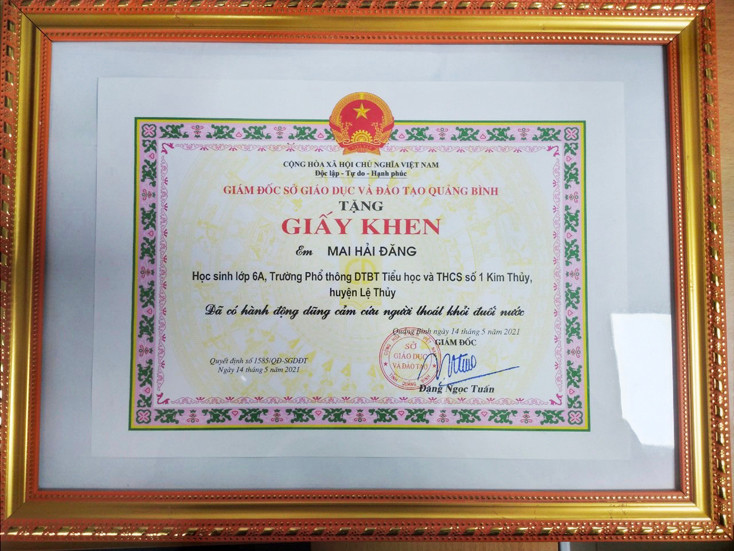 CỘNG HÒA XÃ HỘI CHỦ NGHĨA VIỆT NAM
Độc lập - Tự do - Hạnh phúc
GIÁM ĐỐC SỞ GIÁO DỤC VÀ ĐÀO TẠO QUẢNG BÌNH
TẶNG
GIẤY KHEN
Em MAI HẢI ĐĂNG
Học sinh lớp 6A, Trường Phổ thông DTBT Tiểu học và THCS số 1 Kim Thủy,
huyện Lệ Thủy
Đã có hành động dũng cảm cứu người thoát khỏi đuối nước
Quảng Bình ngày 14 tháng 5 năm 2021
GIÁM ĐỐC
SỞ
GIÁO DỤC
VÀ ĐÀO TẠO
Quyết định số 1585/QĐ-SGDĐT
Ngày 14 tháng 5 năm 2021
Đặng Ngọc Tuấn